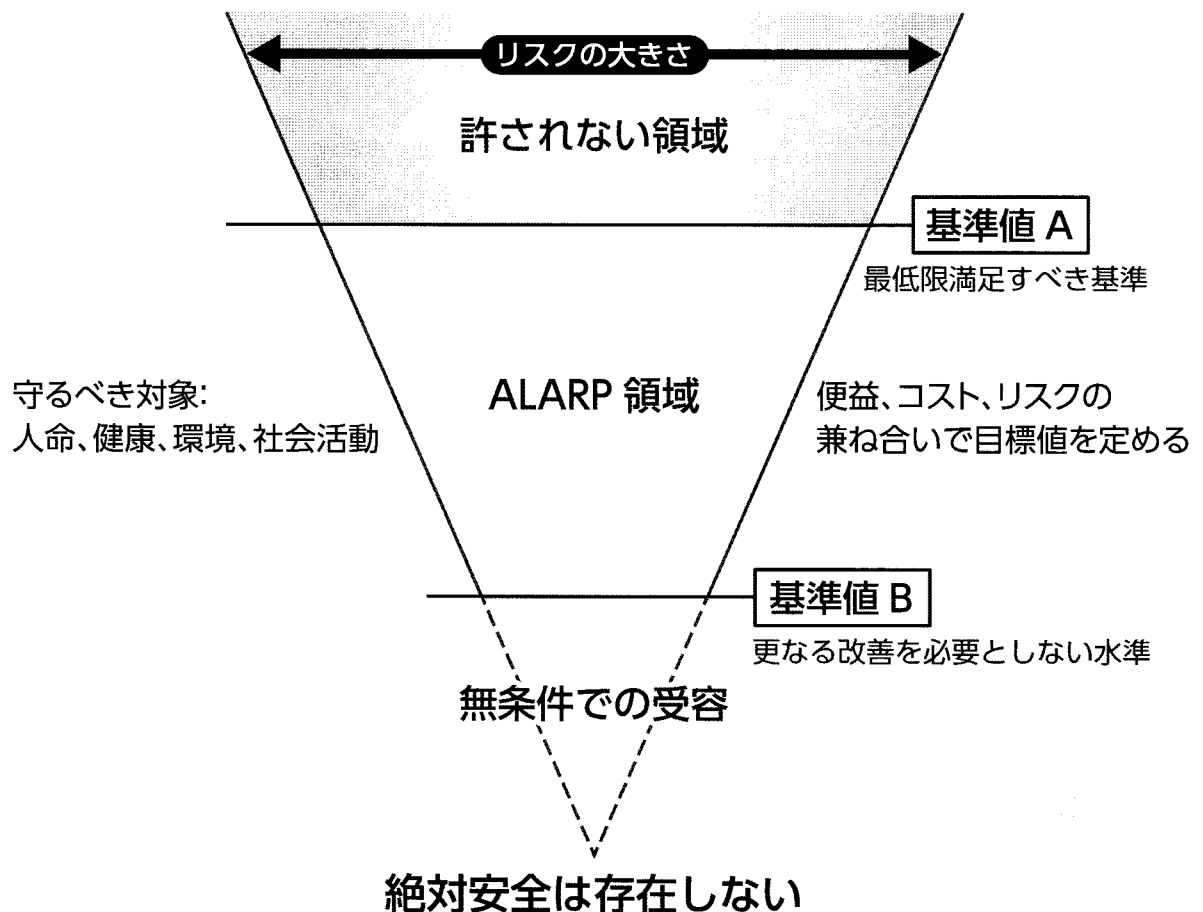 リスクの大きさ
許されない領域
基準値 A
最低限満足すべき基準
守るべき対象:
人命、健康、環境、社会活動
ALARP 領域
便益、コスト、リスクの
兼ね合いで目標値を定める
基準値 B
更なる改善を必要としない水準
無条件での受容
絶対安全は存在しない